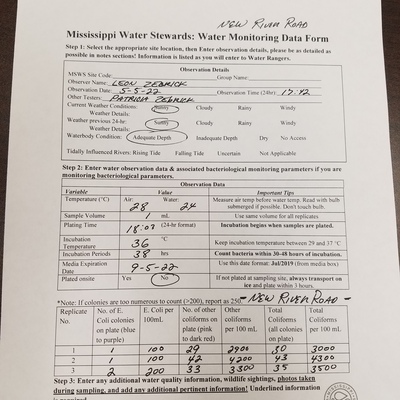 NEW RIVER ROAD
Mississippi Water Stewards: Water Monitoring Data Form
Step 1: Select the appropriate site location, then Enter observation details, please be as detailed as
possible in notes sections! Information is listed as you will enter to Water Rangers.
Observation Details
MSWS Site Code: Group Name:
Observer Name: LEON ZEBRICK
Observation Date: 5-5-22 Observation Time (24hr) 17:42
Other Testers: PATRICIA ZEBRICK
Current Weather Conditions: Sunny Cloudy Rainy Windy
Weather Details:
Weather previous 24-hr: Sunny Cloudy Rainy Windy
Weather Details:
Waterbody Condition: Adequate Depth Inadequate Depth Dry No Access
Tidally Influenced Rivers: Rising Tide Falling Tide Uncertain Not Applicable
Step 2: Enter water observation data & associated bacteriological monitoring parameters if you are
monitoring bacteriological parameters.
Observation Data
Variable Value Important Tips
Temperature (°C) Air: 28 Water: 24 Measure air temp before water temp. Read with bulb
submerged if possible. Don't touch bulb.
Sample Volume 1 mL Use same volume for all replicates
Plating Time 18:03 (24-hr format) Incubation begins when samples are plated.
Incubation Temperature 36 °C Keep incubation temperature between 29 and 37 °C
Incubation Periods 38 hrs Count bacteria within 30-48 hours of incubation.
Media Expiration Date 9-5-22 Use this date format: Jul/2019 (from media box)
Plated onsite Yes No If not plated at sampling site, always transport on
ice and plate within 3 hours.
*Note: If colonies are too numerous to count (>200), report as 250. -NEW RIVER ROAD-
Replicate No. No. of E. Coli colonies on plate (blue to purple) E. Coli per 100mL No. of other coliforms on plate (pink to dark red) Other coliforms per 100 mL Total Coliforms (all colonies on plate) Total Coliforms per 100 mL
1 1 100 29 2900 30 3000
2 1 100 42 4200 43 4300
3 2 200 33 3300 35 3500
Step 3: Enter any additional water quality information, wildlife sightings, photos taken
during sampling, and add any additional pertinent information! Underlined information
is required.